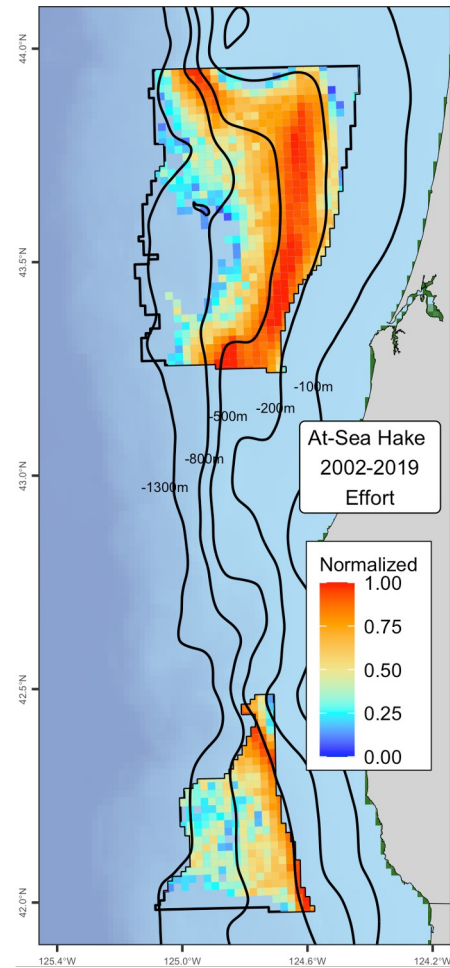 44.0°N
43.5°N
43.0°N
42.5°N
42.0°N
-100m
-200m
-500m
-800m
-1300m
At-Sea Hake
2002-2019
Effort
Normalized
1.00
0.75
0.50
0.25
0.00
125.4°W
125.0°W
124.6°W
124.2°W